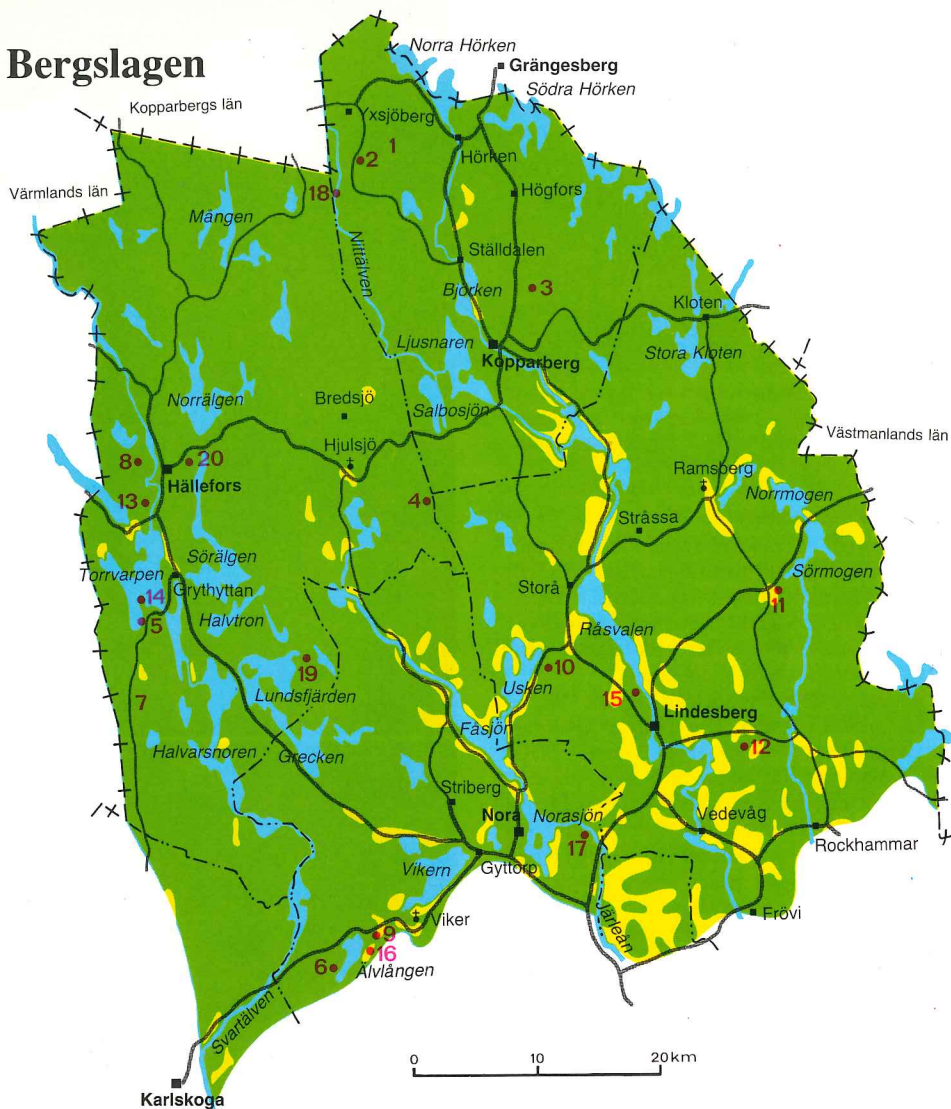 Bergslagen
Norra Hörken
Grängesberg
Södra Hörken
Kopparbergs län
Yxsjöberg
1
2
Hörken
Värmlands län
18
Högfors
Mången
Nittälven
Ställdalen
Björken
3
Kloten
Ljusnaren
Kopparberg
Stora Kloten
Norrälgen
Bredsjö
Salbosjön
Västmanlands län
Hjulsjö
8
20
Hällefors
Ramsberg
Norrmogen
13
4
Stråssa
Sörälgen
Torrvarpen
Grythyttan
Storå
Sörmogen
14
11
5
Halvtron
Råsvalen
19
10
7
Lundsfjärden
Usken
15
Lindesberg
Fåsjön
Halvarsnoren
Grecken
12
Striberg
Nora
Norasjön
Vedevåg
17
Rockhammar
Vikern
Gyttorp
Viker
Frövi
Järleån
9
16
6
Älvlången
Svartälven
0 10 20 km
Karlskoga